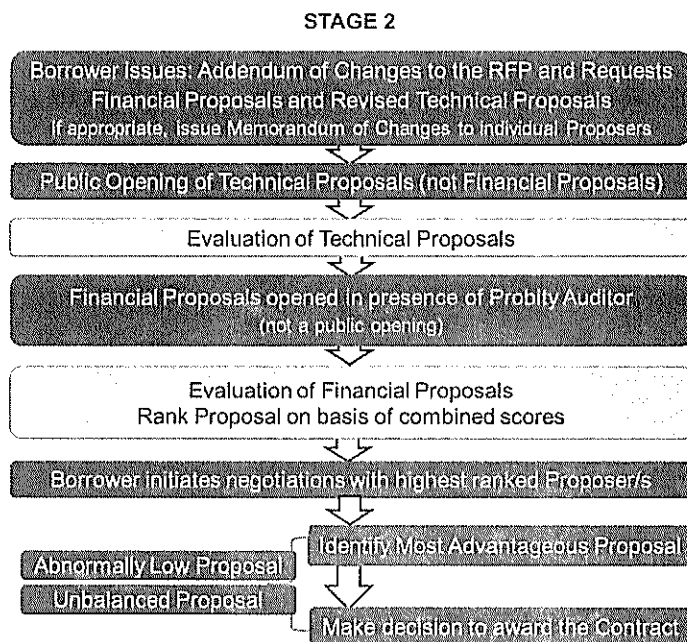 STAGE 2
Borrower Issues: Addendum of Changes to the RFP and Requests
Financial Proposals and Revised Technical Proposals
If appropriate, issue Memorandum of Changes to Individual Proposers
Public Opening of Technical Proposals (not Financial Proposals)
Evaluation of Technical Proposals
Financial Proposals opened in presence of Probity Auditor
(not a public opening)
Evaluation of Financial Proposals
Rank Proposal on basis of combined scores
Borrower initiates negotiations with highest ranked Proposer/s
Identify Most Advantageous Proposal
Abnormally Low Proposal
Unbalanced Proposal
Make decision to award the Contract